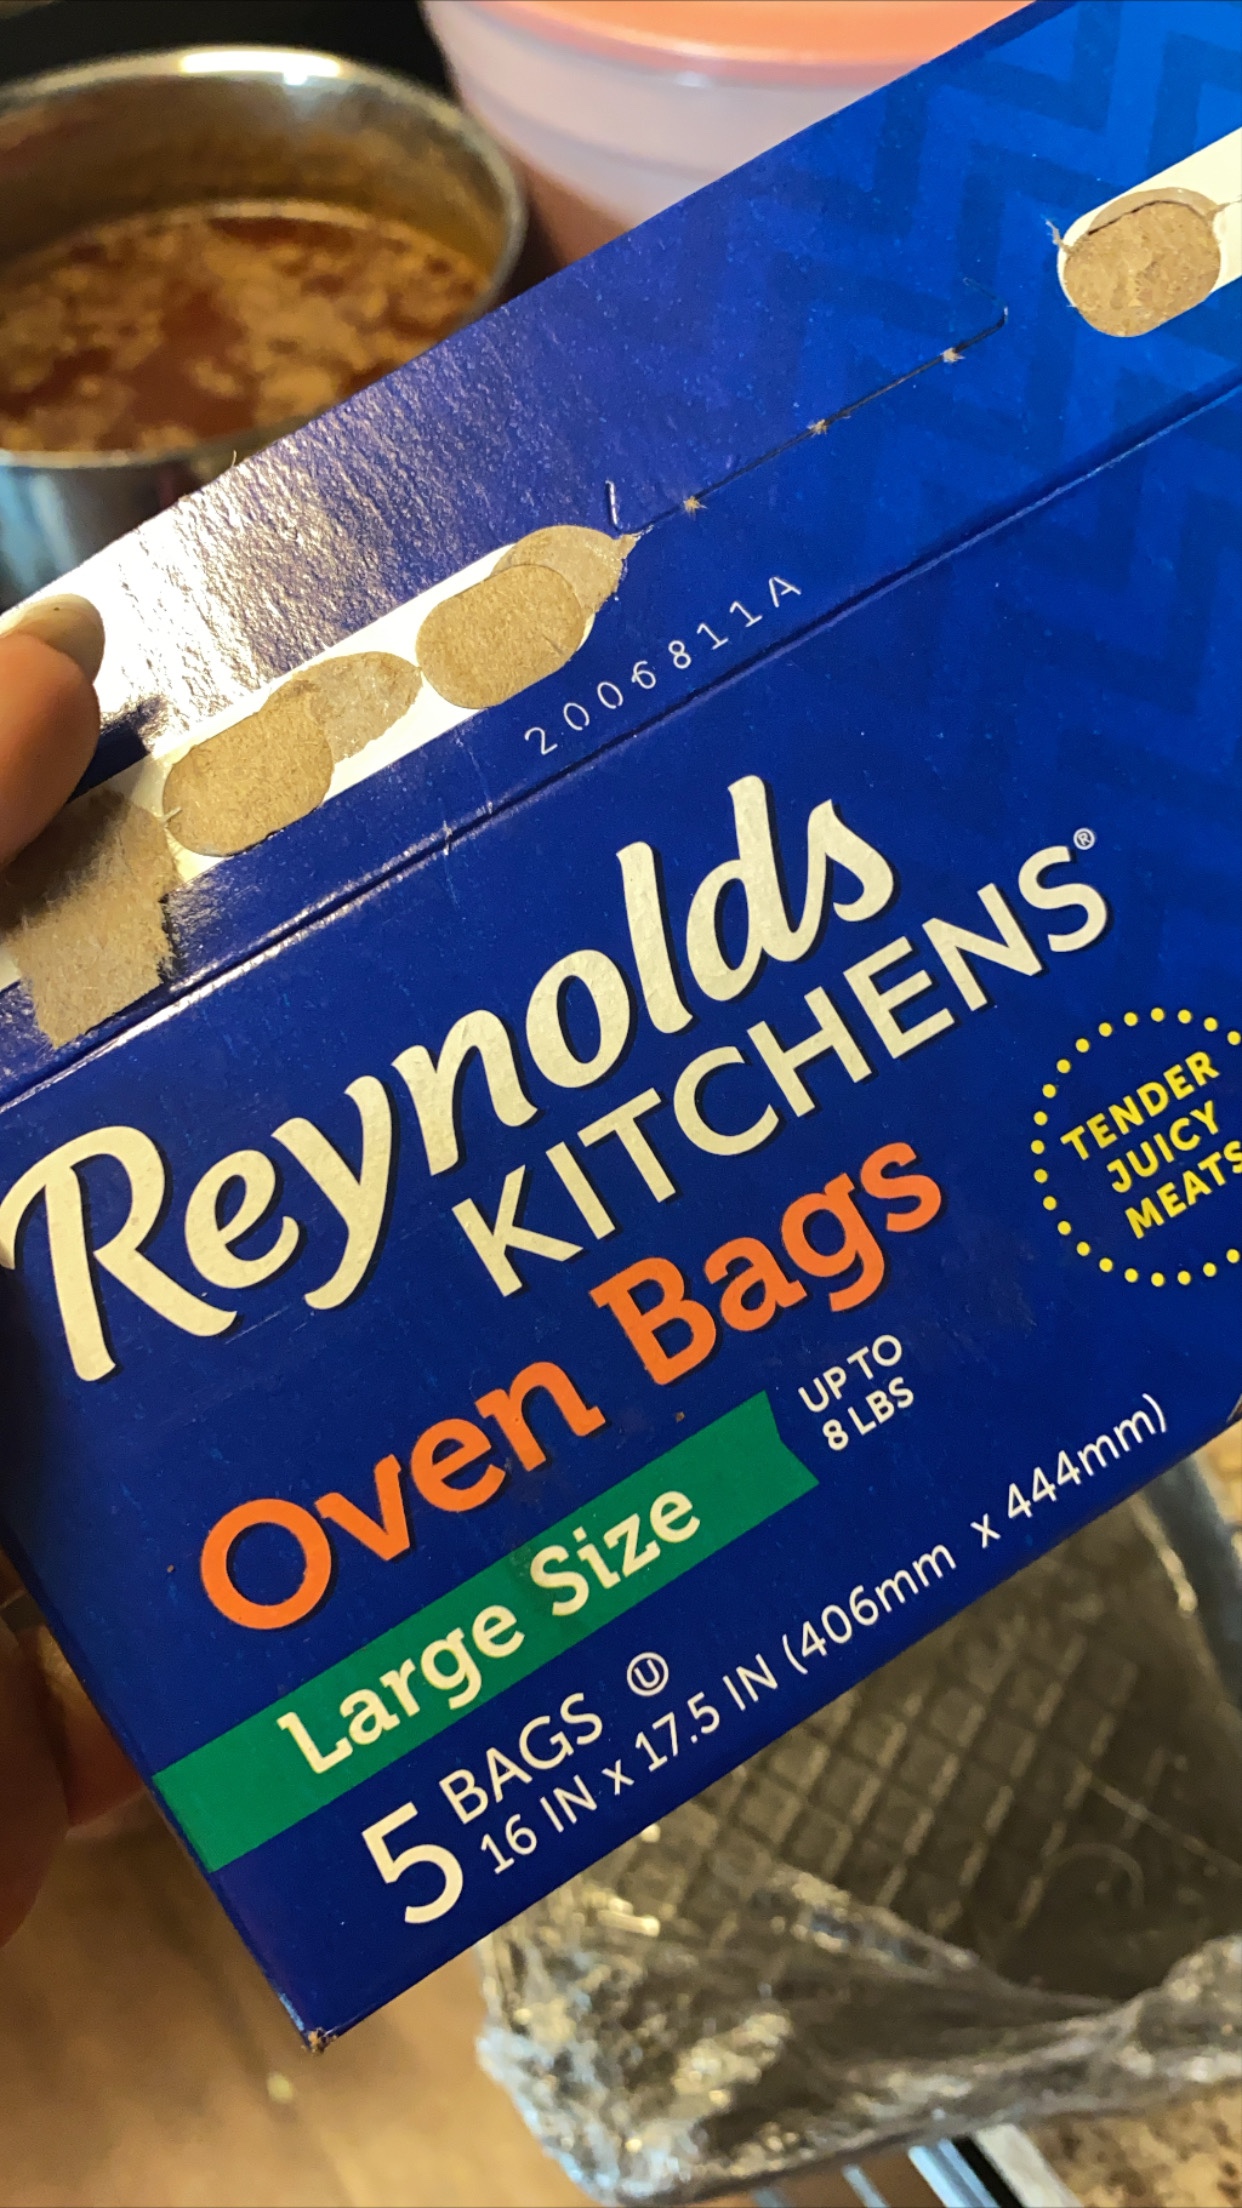 2006811A
Reynolds
KITCHENS®
Oven Bags
TENDER
JUICY
MEATS
Large Size
UP TO
8 LBS
5 BAGS Ⓤ
16 IN x 17.5 IN (406mm x 444mm)